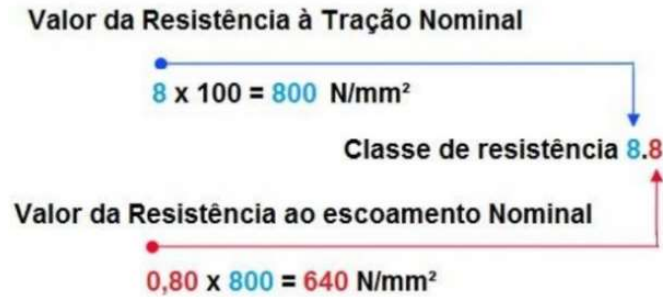 Valor da Resistência à Tração Nominal
8 x 100 = 800 N/mm²
Classe de resistência 8.8
Valor da Resistência ao escoamento Nominal
0,80 x 800 = 640 N/mm²